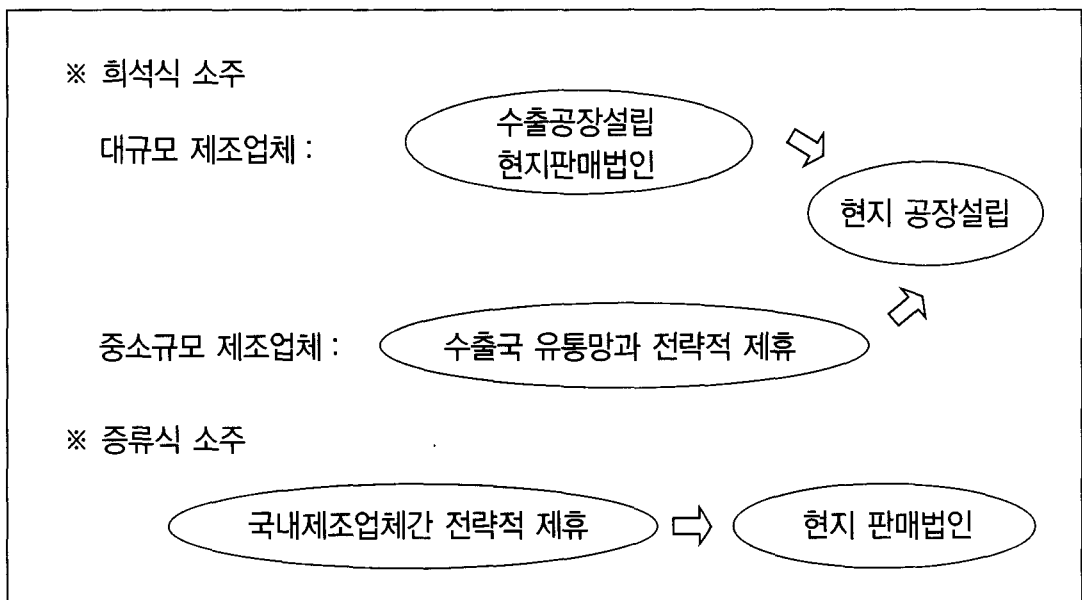 ※ 희석식 소주
대규모 제조업체 :
수출공장설립
현지판매법인
현지 공장설립
중소규모 제조업체 :
수출국 유통망과 전략적 제휴
※ 증류식 소주
국내제조업체간 전략적 제휴
현지 판매법인